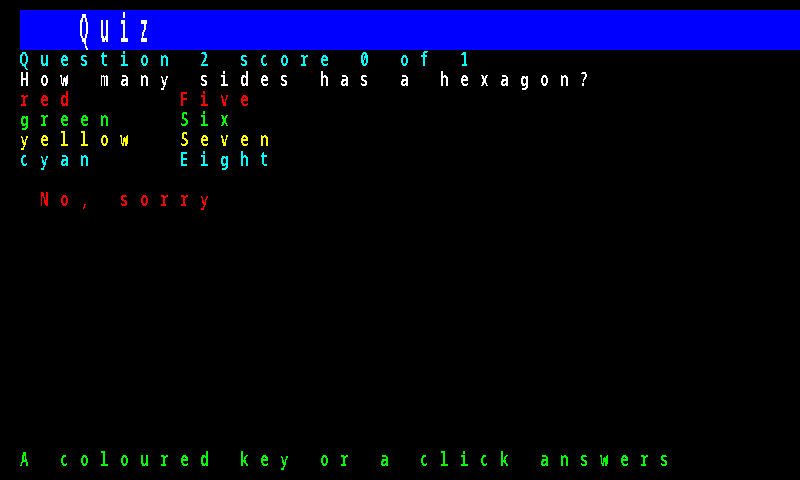 Quiz
Question 2 score 0 of 1
How many sides has a hexagon?
red Five
green Six
yellow Seven
cyan Eight
No, sorry
A coloured key or a click answers